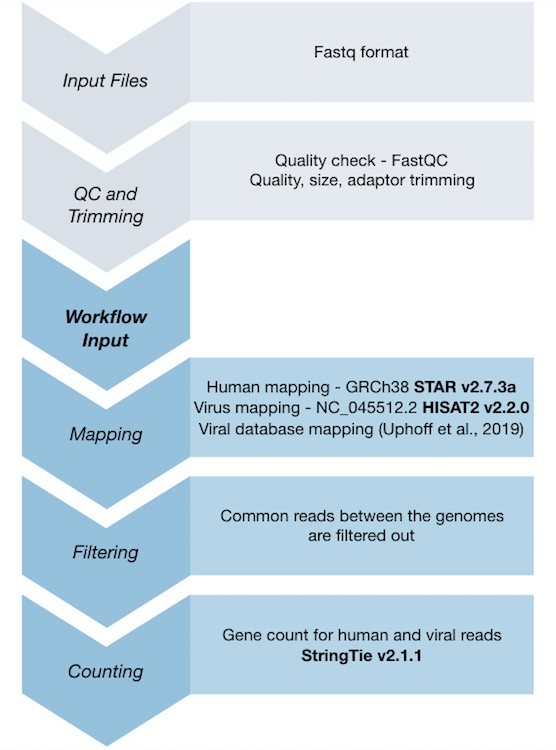 Fastq format
Input Files
Quality check - FastQC
Quality, size, adaptor trimming
QC and
Trimming
Workflow
Input
Human mapping - GRCh38 STAR v2.7.3a
Virus mapping - NC_045512.2 HISAT2 v2.2.0
Viral database mapping (Uphoff et al., 2019)
Mapping
Common reads between the genomes
are filtered out
Filtering
Gene count for human and viral reads
StringTie v2.1.1
Counting